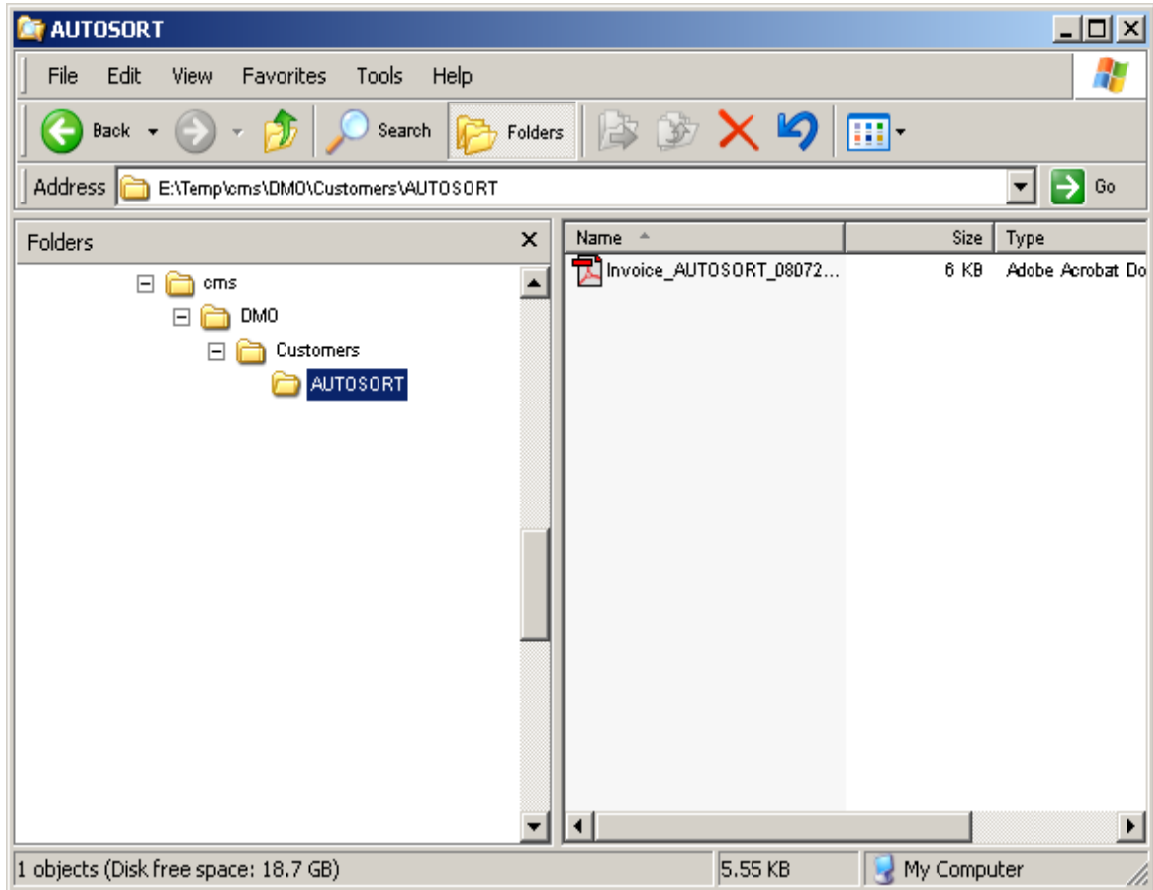 AUTOSORT
File Edit View Favorites Tools Help
Back Search Folders
Address E:\Temp\cms\DMO\Customers\AUTOSORT Go
Folders
Name Size Type
cms
DMO
Customers
AUTOSORT
Invoice_AUTOSORT_08072... 6 KB Adobe Acrobat Do
1 objects (Disk free space: 18.7 GB) 5.55 KB My Computer